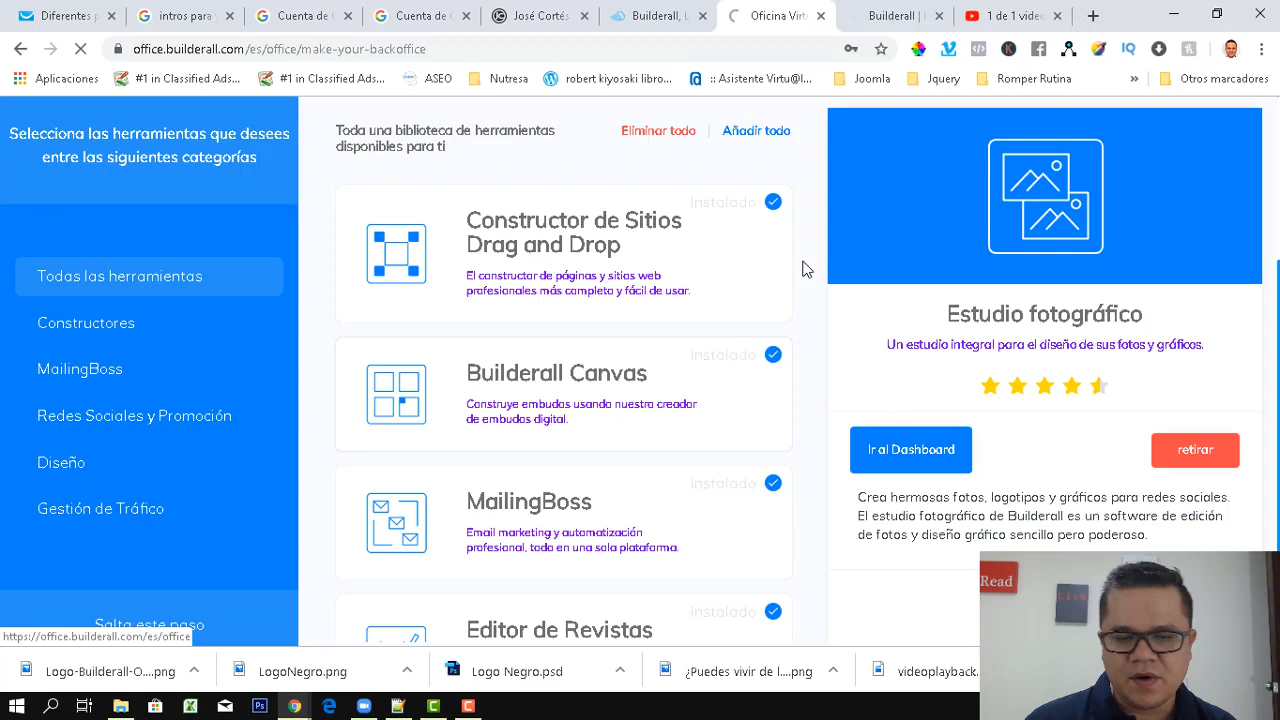 Diferentes p
intros para
Cuenta de G
Cuenta de G
José Cortés
Builderall, L
Oficina Virtu
Builderall | H
1 de 1 video
office.builderall.com/es/office/make-your-backoffice
Aplicaciones
#1 in Classified Ads...
#1 in Classified Ads...
ASEO
Nutresa
robert kiyosaki libro...
:: Asistente Virtu@l...
Joomla
Jquery
Romper Rutina
»
Otros marcadores
Selecciona las herramientas que desees
entre las siguientes categorías
Todas las herramientas
Constructores
MailingBoss
Redes Sociales y Promoción
Diseño
Gestión de Tráfico
Salta este paso
https://office.builderall.com/es/office
Toda una biblioteca de herramientas
disponibles para ti
Eliminar todo | Añadir todo
Instalado
Constructor de Sitios
Drag and Drop
El constructor de páginas y sitios web
profesionales más completo y fácil de usar.
Instalado
Builderall Canvas
Construye embudos usando nuestro creador
de embudos digital.
Instalado
MailingBoss
Email marketing y automatización
profesional, todo en una sola plataforma.
Instalado
Editor de Revistas
Estudio fotográfico
Un estudio integral para el diseño de sus fotos y gráficos.
Ir al Dashboard
retirar
Crea hermosas fotos, logotipos y gráficos para redes sociales.
El estudio fotográfico de Builderall es un software de edición
de fotos y diseño gráfico sencillo pero poderoso.
Read
Live
Logo-Builderall-O....png
LogoNegro.png
Logo Negro.psd
¿Puedes vivir de l....png
videoplayback.